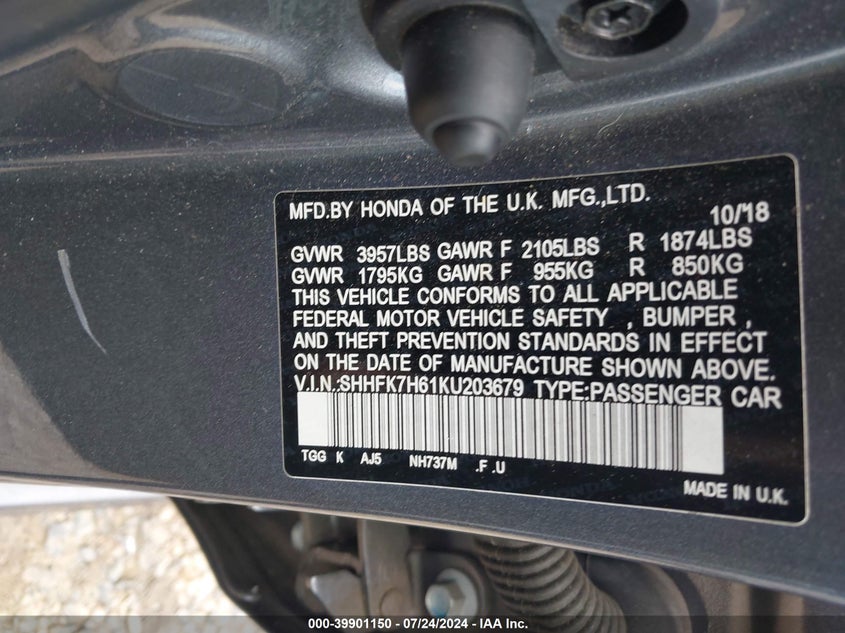 MFD.BY HONDA OF THE U.K. MFG.,LTD.
10/18
GVWR 3957LBS GAWR F 2105LBS R 1874LBS
GVWR 1795KG GAWR F 955KG R 850KG
THIS VEHICLE CONFORMS TO ALL APPLICABLE
FEDERAL MOTOR VEHICLE SAFETY , BUMPER ,
AND THEFT PREVENTION STANDARDS IN EFFECT
ON THE DATE OF MANUFACTURE SHOWN ABOVE.
V.I.N.:SHHFK7H61KU203679 TYPE:PASSENGER CAR
TGG K AJ5 NH737M .F .U
MADE IN U.K.
000-39901150 - 07/24/2024 - IAA Inc.